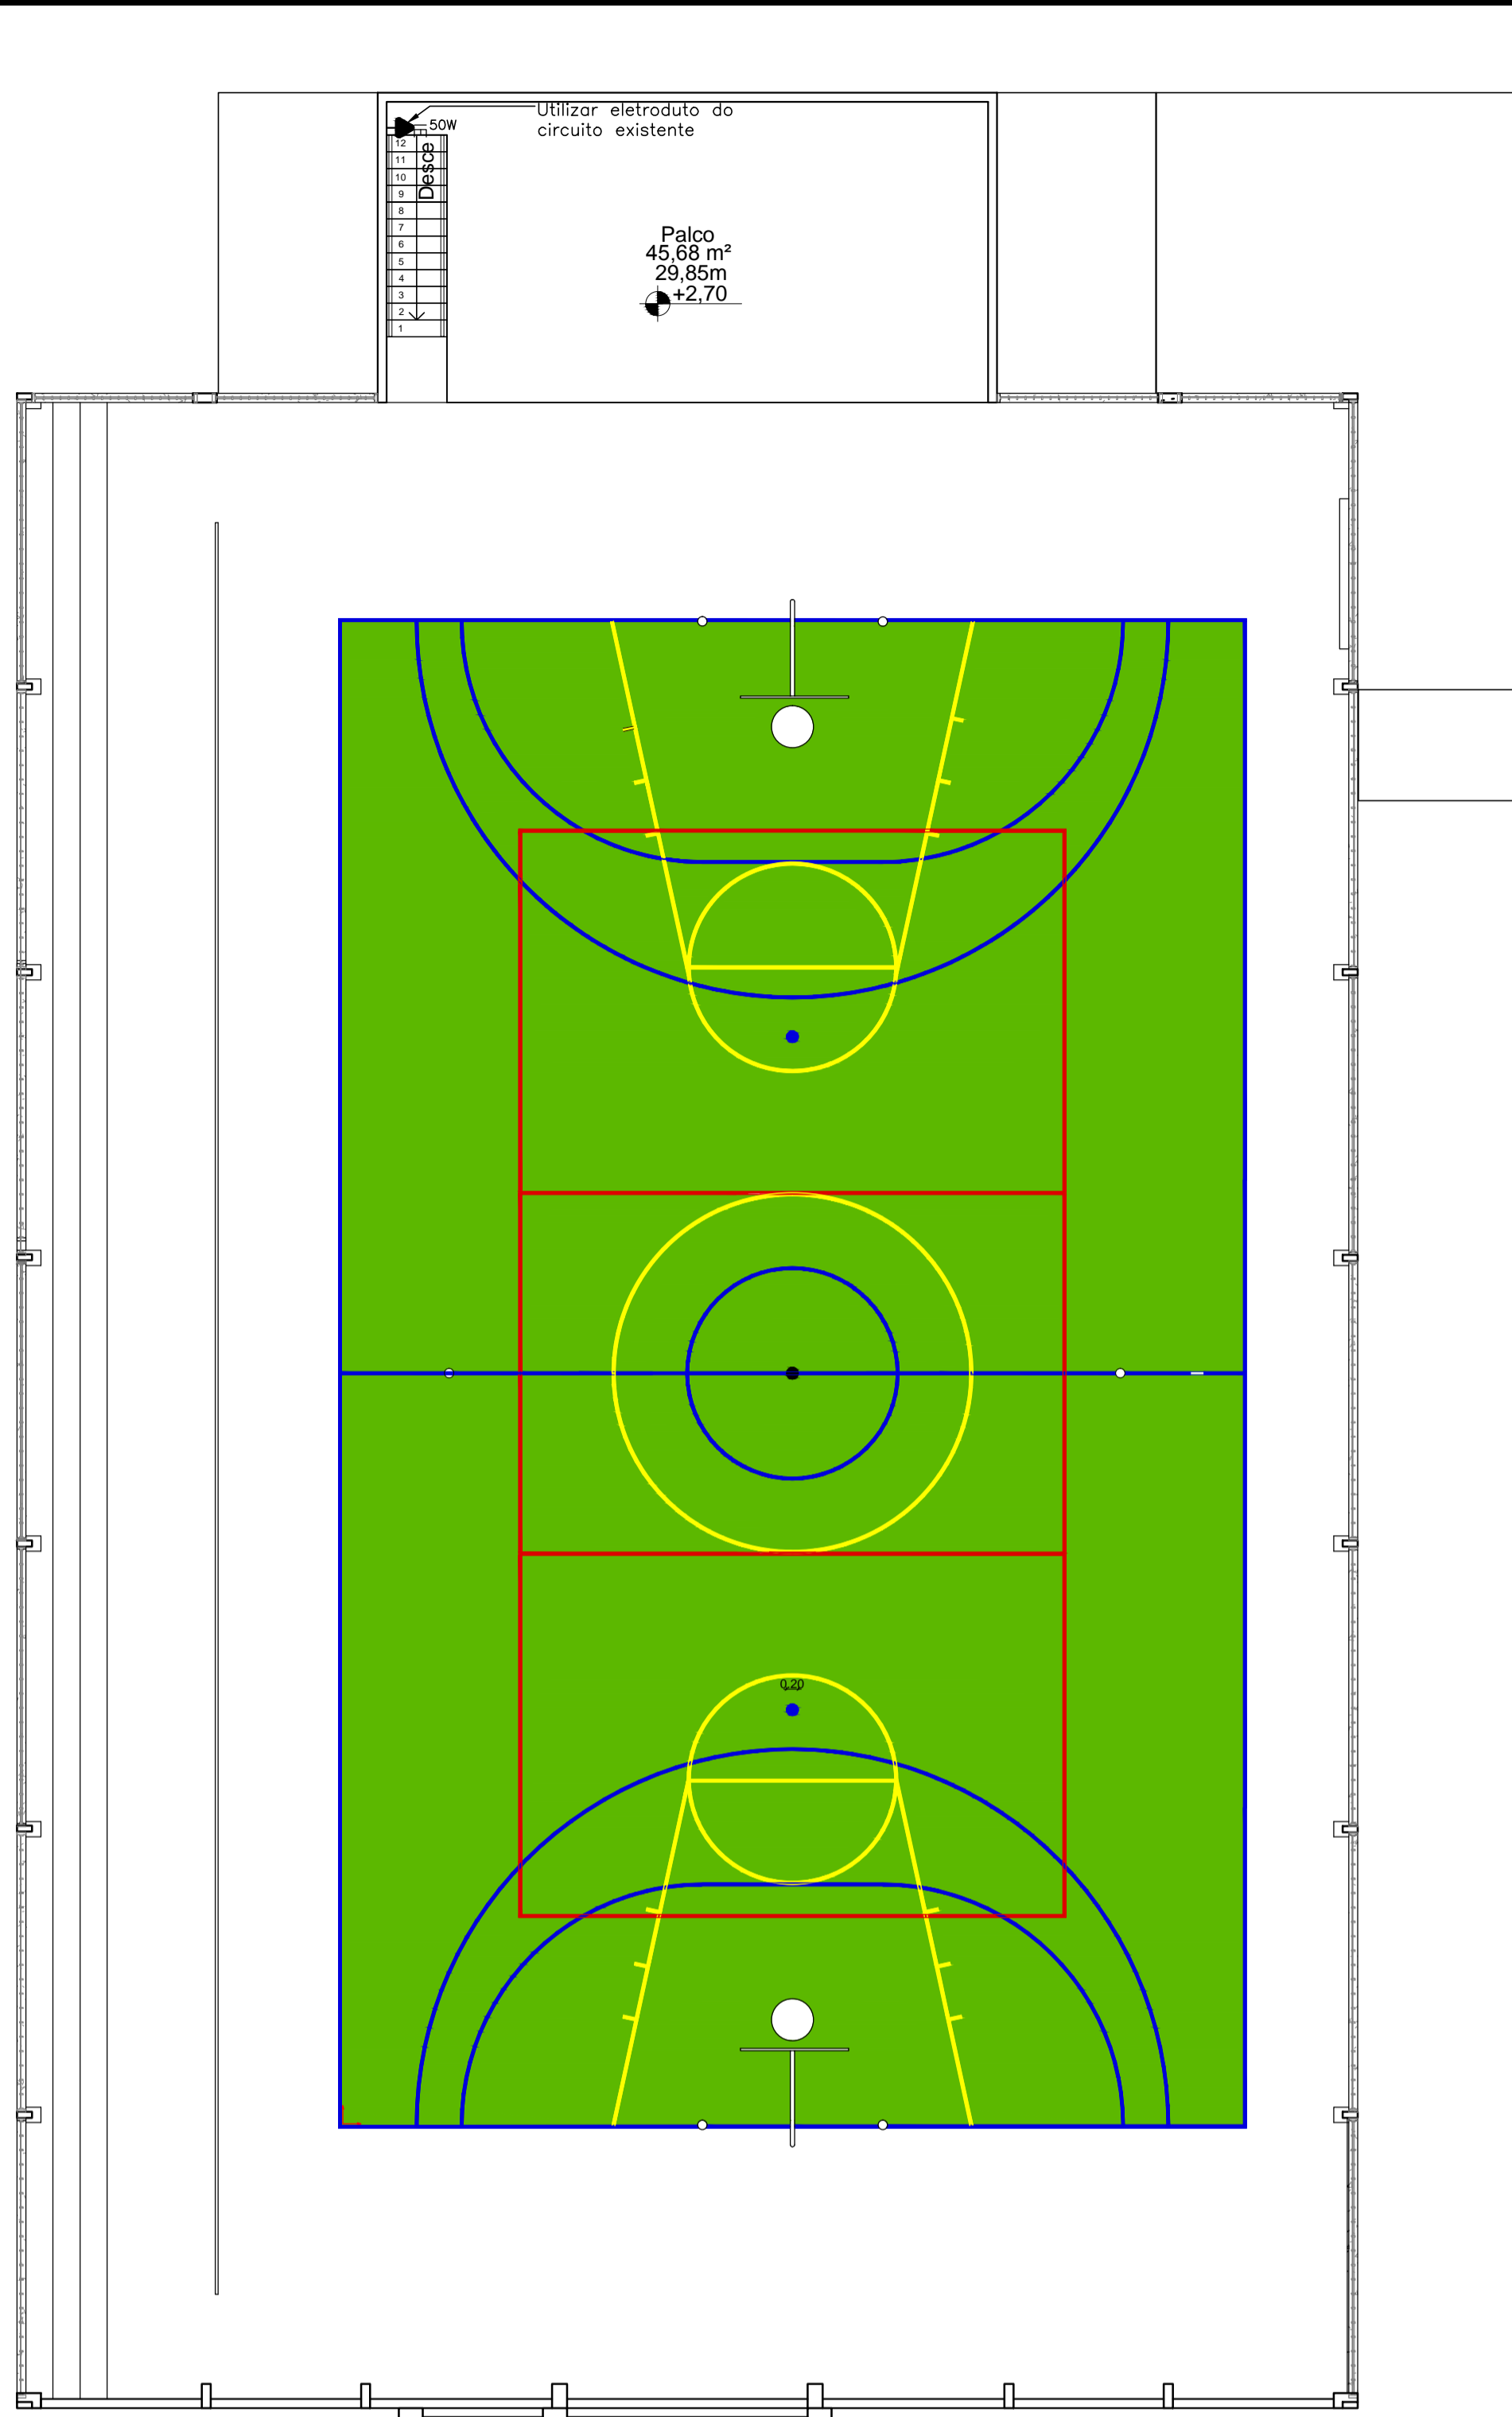 Utilizar eletroduto do
circuito existente
50W
Desce
12
11
10
9
8
7
6
5
4
3
2
1
Palco
45,68 m²
29,85m
+2,70
0,20